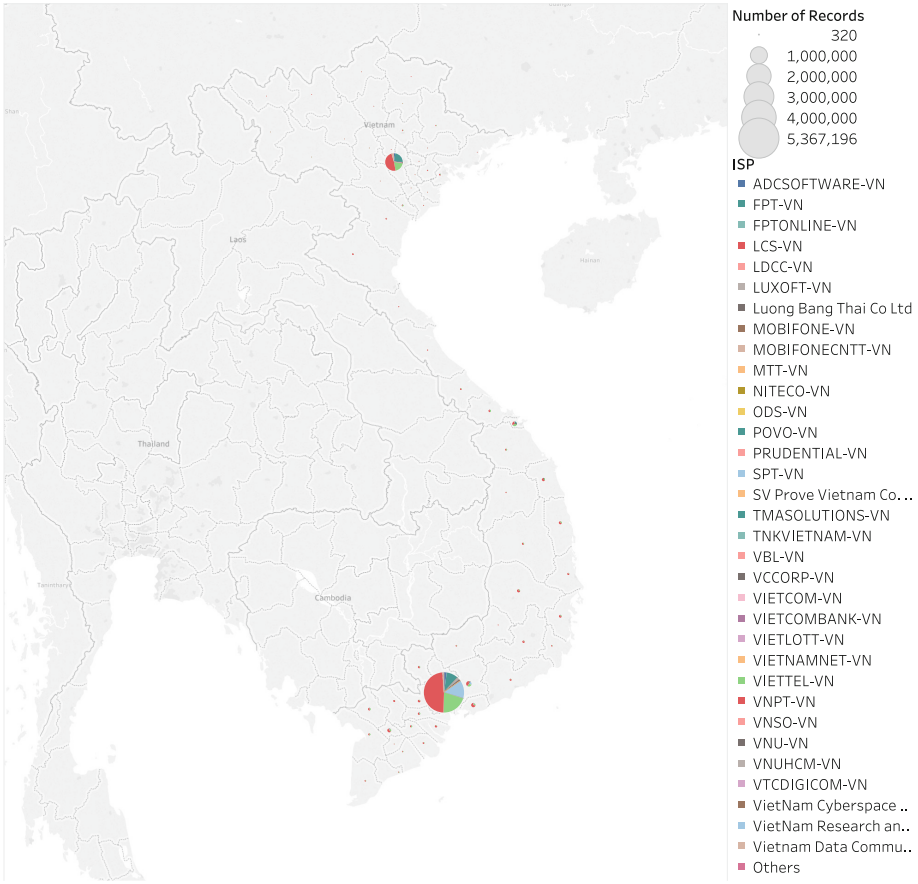 Number of Records
320
1,000,000
2,000,000
3,000,000
4,000,000
5,367,196
ISP
ADCSOFTWARE-VN
FPT-VN
FPTONLINE-VN
LCS-VN
LDCC-VN
LUXOFT-VN
Luong Bang Thai Co Ltd
MOBIFONE-VN
MOBIFONECNTT-VN
MTT-VN
NITECO-VN
ODS-VN
POVO-VN
PRUDENTIAL-VN
SPT-VN
SV Prove Vietnam Co. ..
TMASOLUTIONS-VN
TNKVIETNAM-VN
VBL-VN
VCCORP-VN
VIETCOM-VN
VIETCOMBANK-VN
VIETLOTT-VN
VIETNAMNET-VN
VIETTEL-VN
VNPT-VN
VNSO-VN
VNU-VN
VNUHCM-VN
VTCDIGICOM-VN
VietNam Cyberspace ..
VietNam Research an..
Vietnam Data Commu..
Others
Shan
Vietnam
Laos
Hainan
Thailand
Tanintharyi
Cambodia